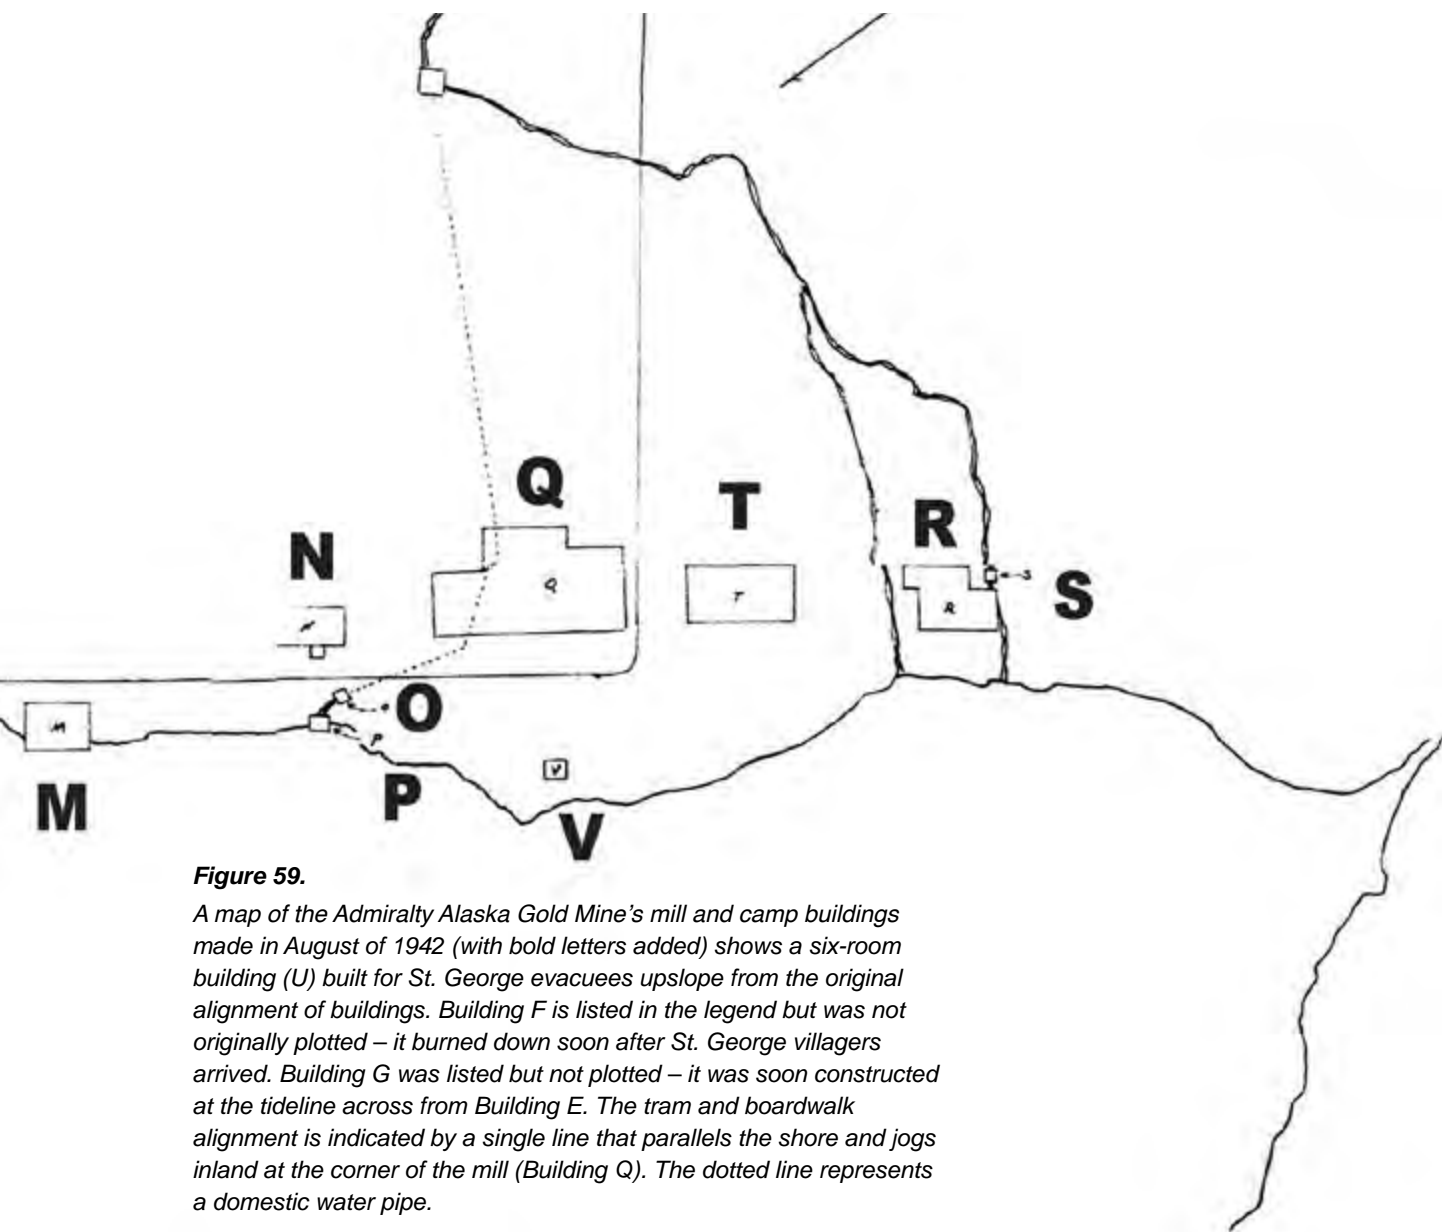 Q
T
R
N
S
Q
T
R
S
N
O
M
P
P
V
V
M
Figure 59.
A map of the Admiralty Alaska Gold Mine’s mill and camp buildings
made in August of 1942 (with bold letters added) shows a six-room
building (U) built for St. George evacuees upslope from the original
alignment of buildings. Building F is listed in the legend but was not
originally plotted – it burned down soon after St. George villagers
arrived. Building G was listed but not plotted – it was soon constructed
at the tideline across from Building E. The tram and boardwalk
alignment is indicated by a single line that parallels the shore and jogs
inland at the corner of the mill (Building Q). The dotted line represents
a domestic water pipe.